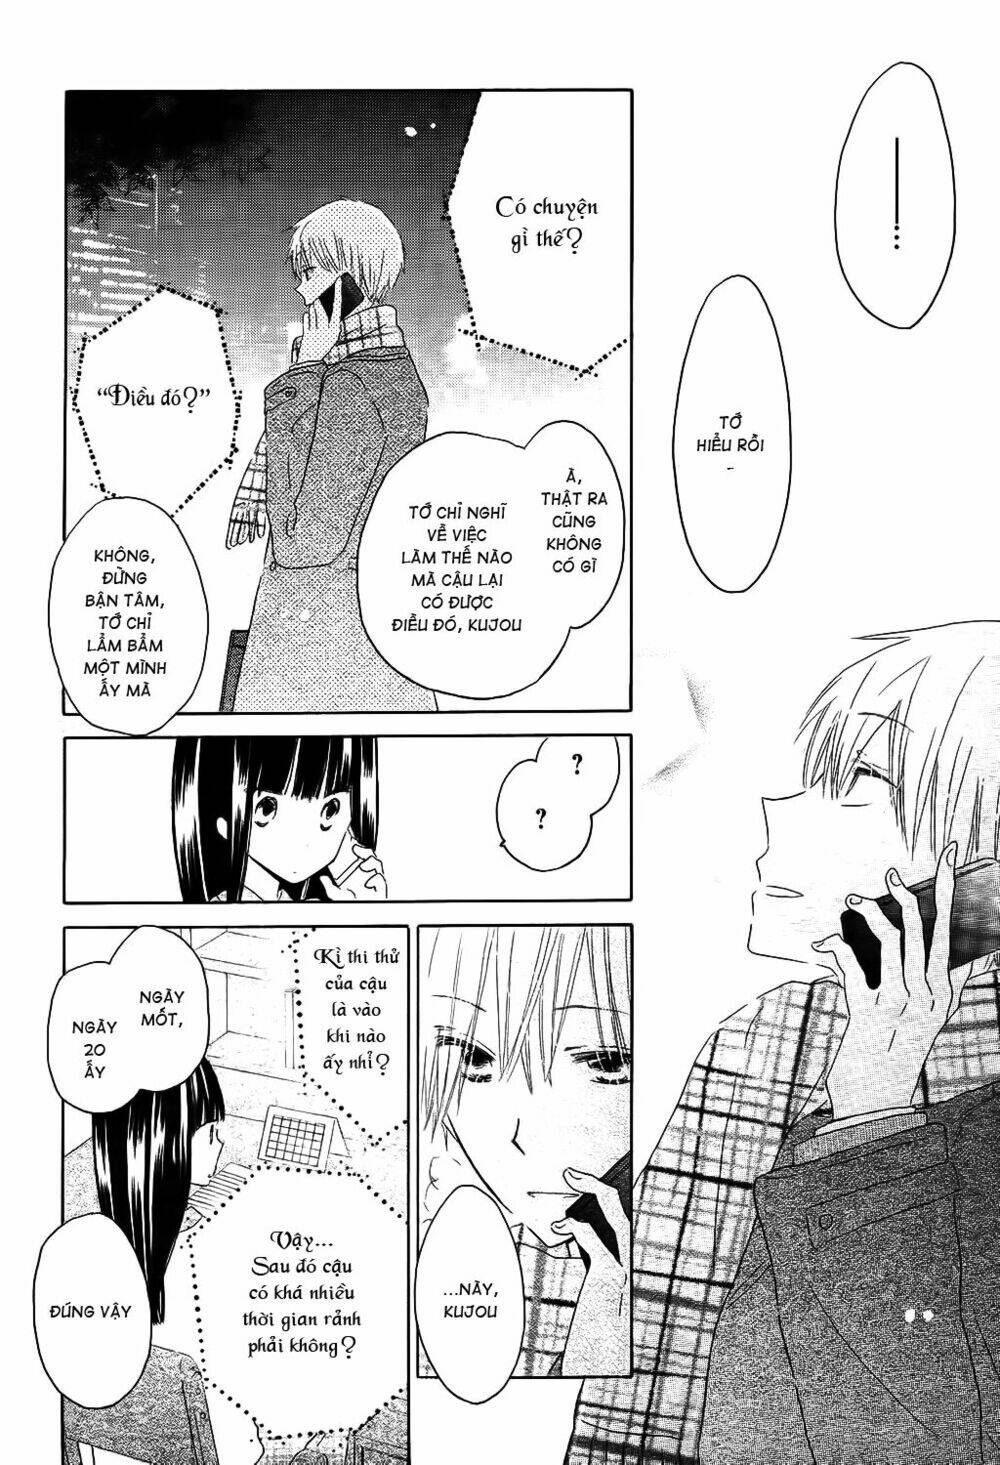 TỚ
HIỂU RỒI
-
Có chuyện
gì thế?
À,
THẬT RA
CŨNG
KHÔNG
CÓ GÌ
TỚ CHỈ NGHĨ
VỀ VIỆC
LÀM THẾ NÀO
MÀ CẬU LẠI
CÓ ĐƯỢC
ĐIỀU ĐÓ, KUJOU
“Điều đó?”
KHÔNG,
ĐỪNG
BẬN TÂM,
TỚ CHỈ
LẨM BẨM
MỘT MÌNH
ẤY MÀ
?
?
...NÀY,
KUJOU
Kì thi thử
của cậu
là vào
khi nào
ấy nhỉ?
NGÀY
MỐT,
NGÀY
20
ẤY
Vậy...
Sau đó cậu
có khá nhiều
thời gian rảnh
phải không?
ĐÚNG VẬY